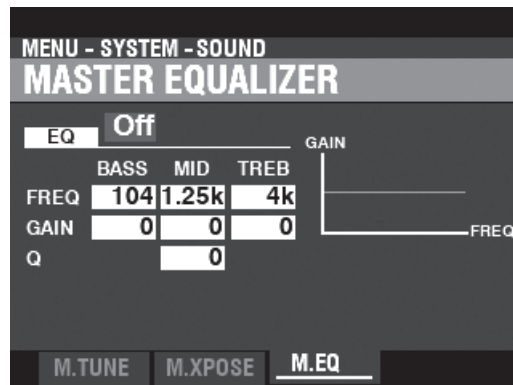 MENU - SYSTEM - SOUND
MASTER EQUALIZER
EQ Off
GAIN
BASS MID TREB
FREQ 104 1.25k 4k
GAIN 0 0 0
FREQ
Q 0
M.TUNE M.XPOSE M.EQ